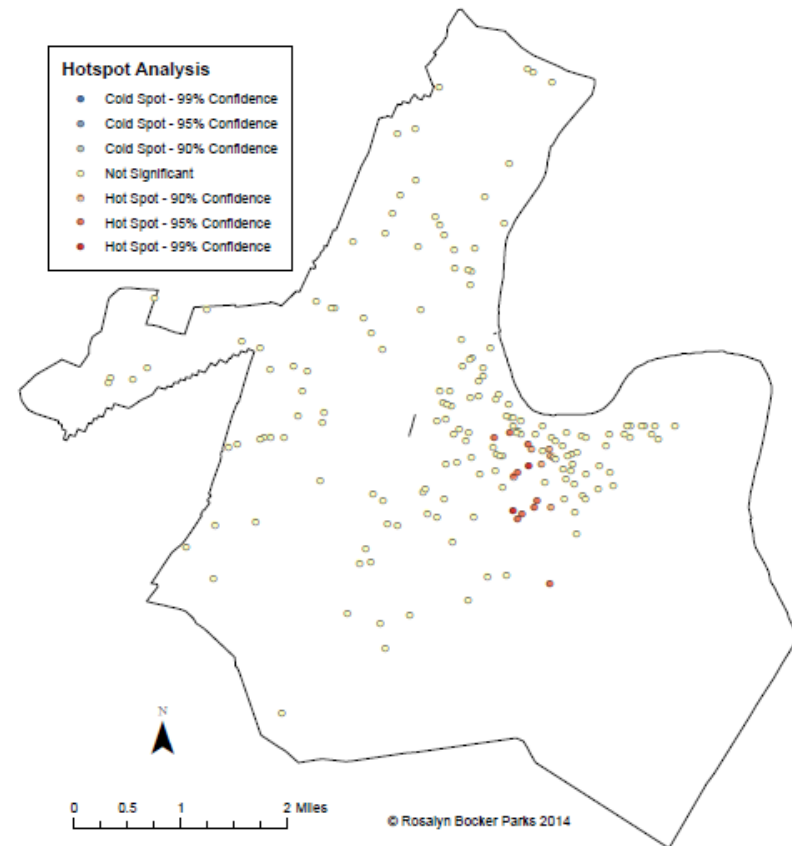 Hotspot Analysis
Cold Spot - 99% Confidence
Cold Spot - 95% Confidence
Cold Spot - 90% Confidence
Not Significant
Hot Spot - 90% Confidence
Hot Spot - 95% Confidence
Hot Spot - 99% Confidence
N
0 0.5 1 2 Miles
© Rosalyn Bocker Parks 2014